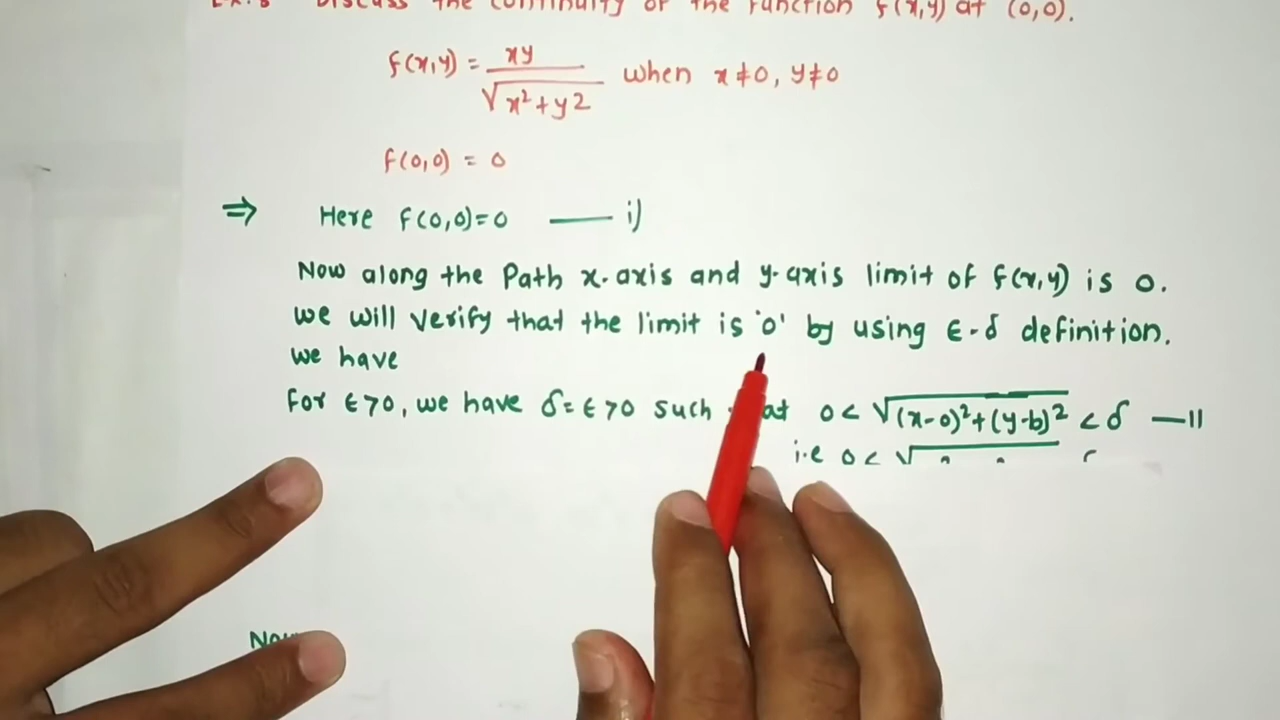 Discuss the continuity of the function f(x,y) at (0,0).
f(x,y) = xy / √x²+y2 when x≠0, y≠0
f(0,0) = 0
⇒ Here f(0,0)=0 — i)
Now along the Path x-axis and y-axis limit of f(x,y) is 0.
We will verify that the limit is '0' by using ϵ-δ definition.
We have
For ϵ>0, we have δ=ϵ>0 such at 0< √(x-0)²+(y-b)² <δ —II
i.e 0< √